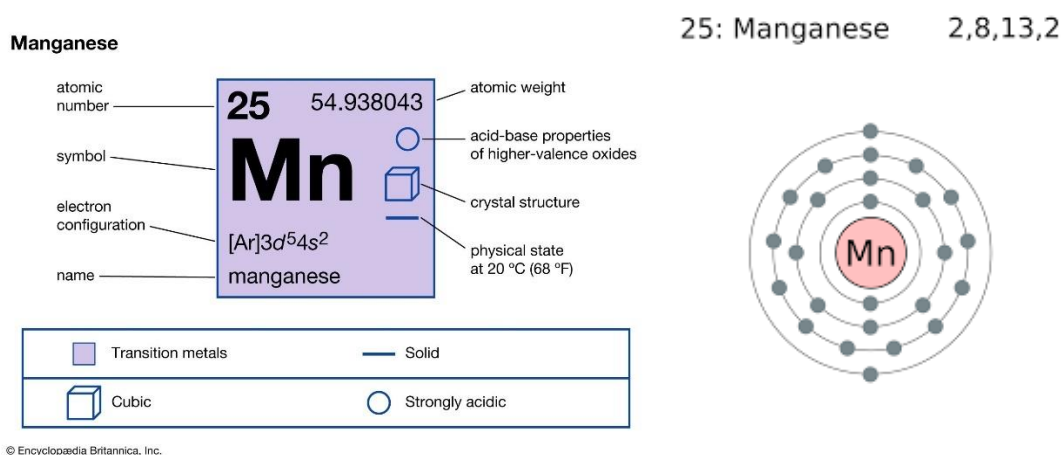 Manganese
25: Manganese 2,8,13,2
atomic
number
25
54.938043
atomic weight
symbol
Mn
acid-base properties
of higher-valence oxides
crystal structure
electron
configuration
[Ar]3d⁵4s²
physical state
at 20 ºC (68 ºF)
name
manganese
Mn
Transition metals
Solid
Cubic
Strongly acidic
© Encyclopædia Britannica, Inc.